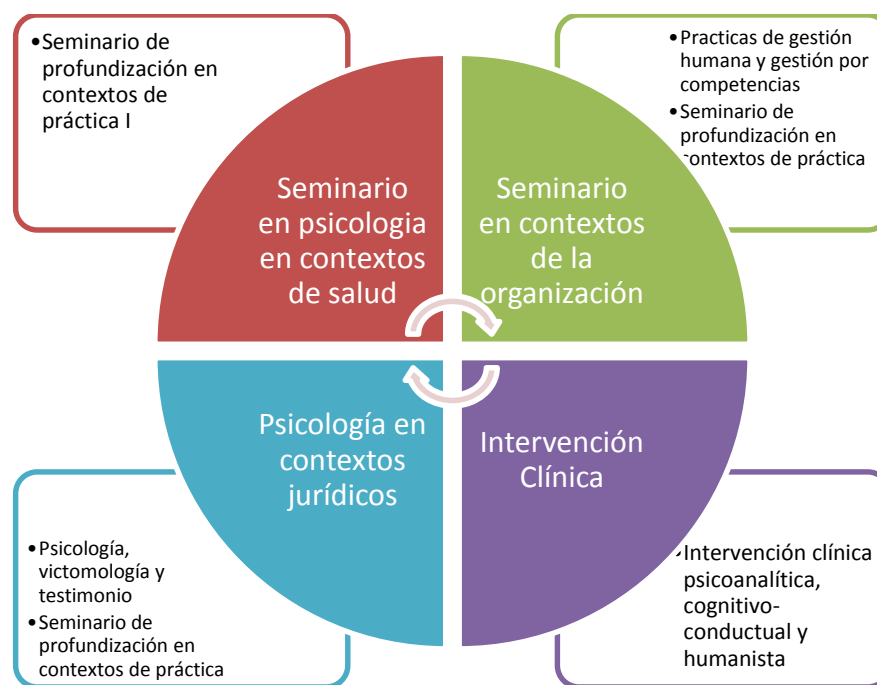 •Seminario de
profundización en
contextos de
práctica I
•Practicas de gestión
humana y gestión por
competencias
•Seminario de
profundización en
contextos de práctica
Seminario
en psicologia
en contextos
de salud
Seminario
en contextos
de la
organización
Psicología en
contextos
jurídicos
Intervención
Clínica
•Psicología,
victomología y
testimonio
•Seminario de
profundización en
contextos de práctica
•Intervención clínica
psicoanalítica,
cognitivo-
conductual y
humanista